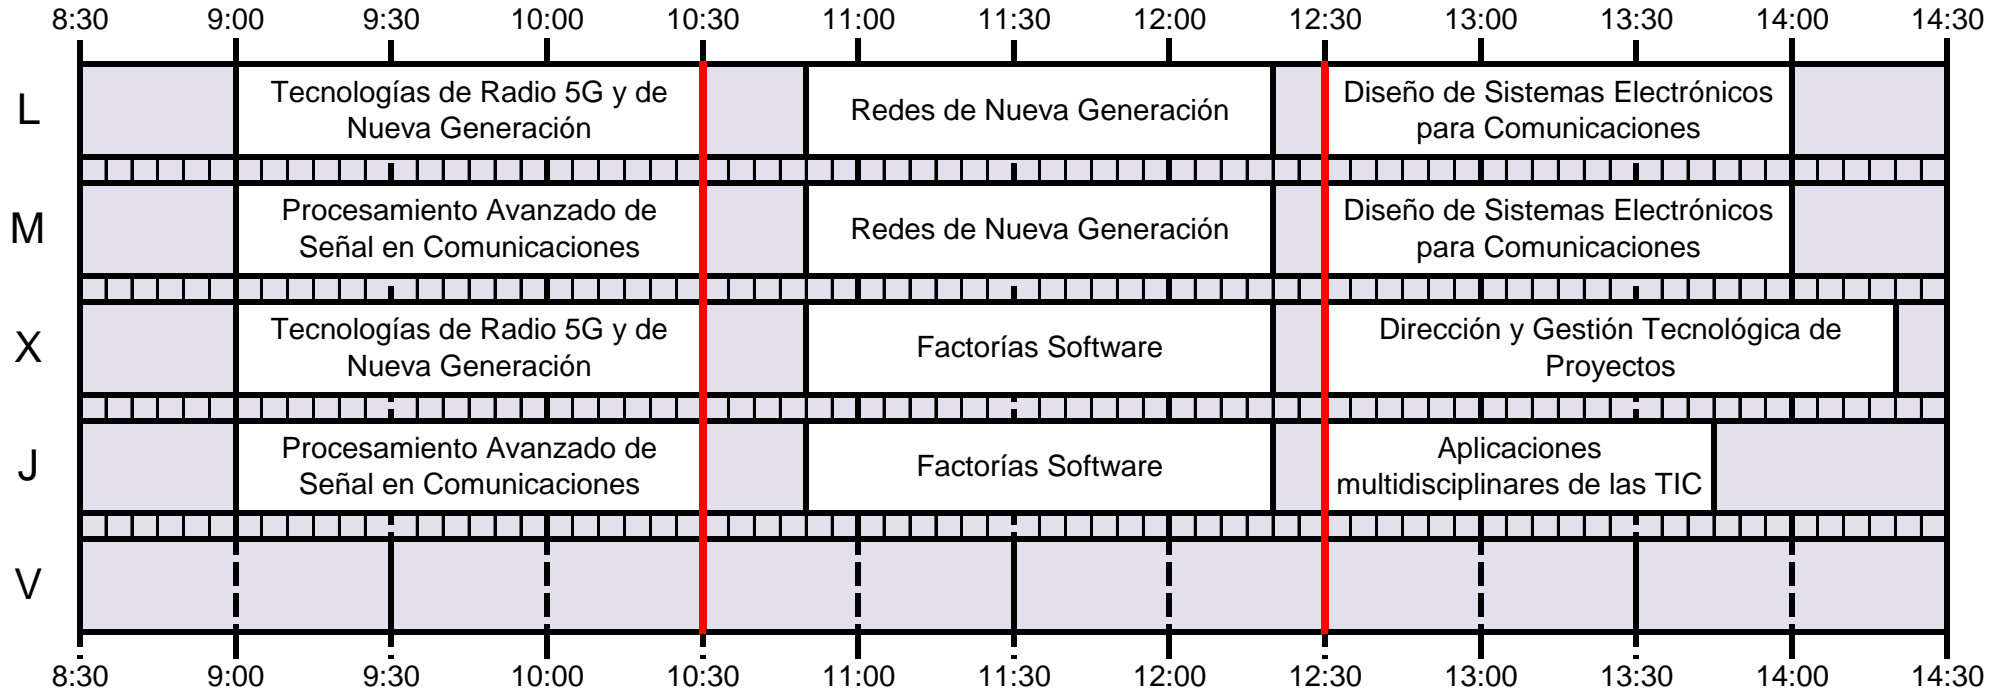 8:30 9:00 9:30 10:00 10:30 11:00 11:30 12:00 12:30 13:00 13:30 14:00 14:30
L
Tecnologías de Radio 5G y de
Nueva Generación
Redes de Nueva Generación
Diseño de Sistemas Electrónicos
para Comunicaciones
M
Procesamiento Avanzado de
Señal en Comunicaciones
Redes de Nueva Generación
Diseño de Sistemas Electrónicos
para Comunicaciones
X
Tecnologías de Radio 5G y de
Nueva Generación
Factorías Software
Dirección y Gestión Tecnológica de
Proyectos
J
Procesamiento Avanzado de
Señal en Comunicaciones
Factorías Software
Aplicaciones
multidisciplinares de las TIC
V
8:30 9:00 9:30 10:00 10:30 11:00 11:30 12:00 12:30 13:00 13:30 14:00 14:30